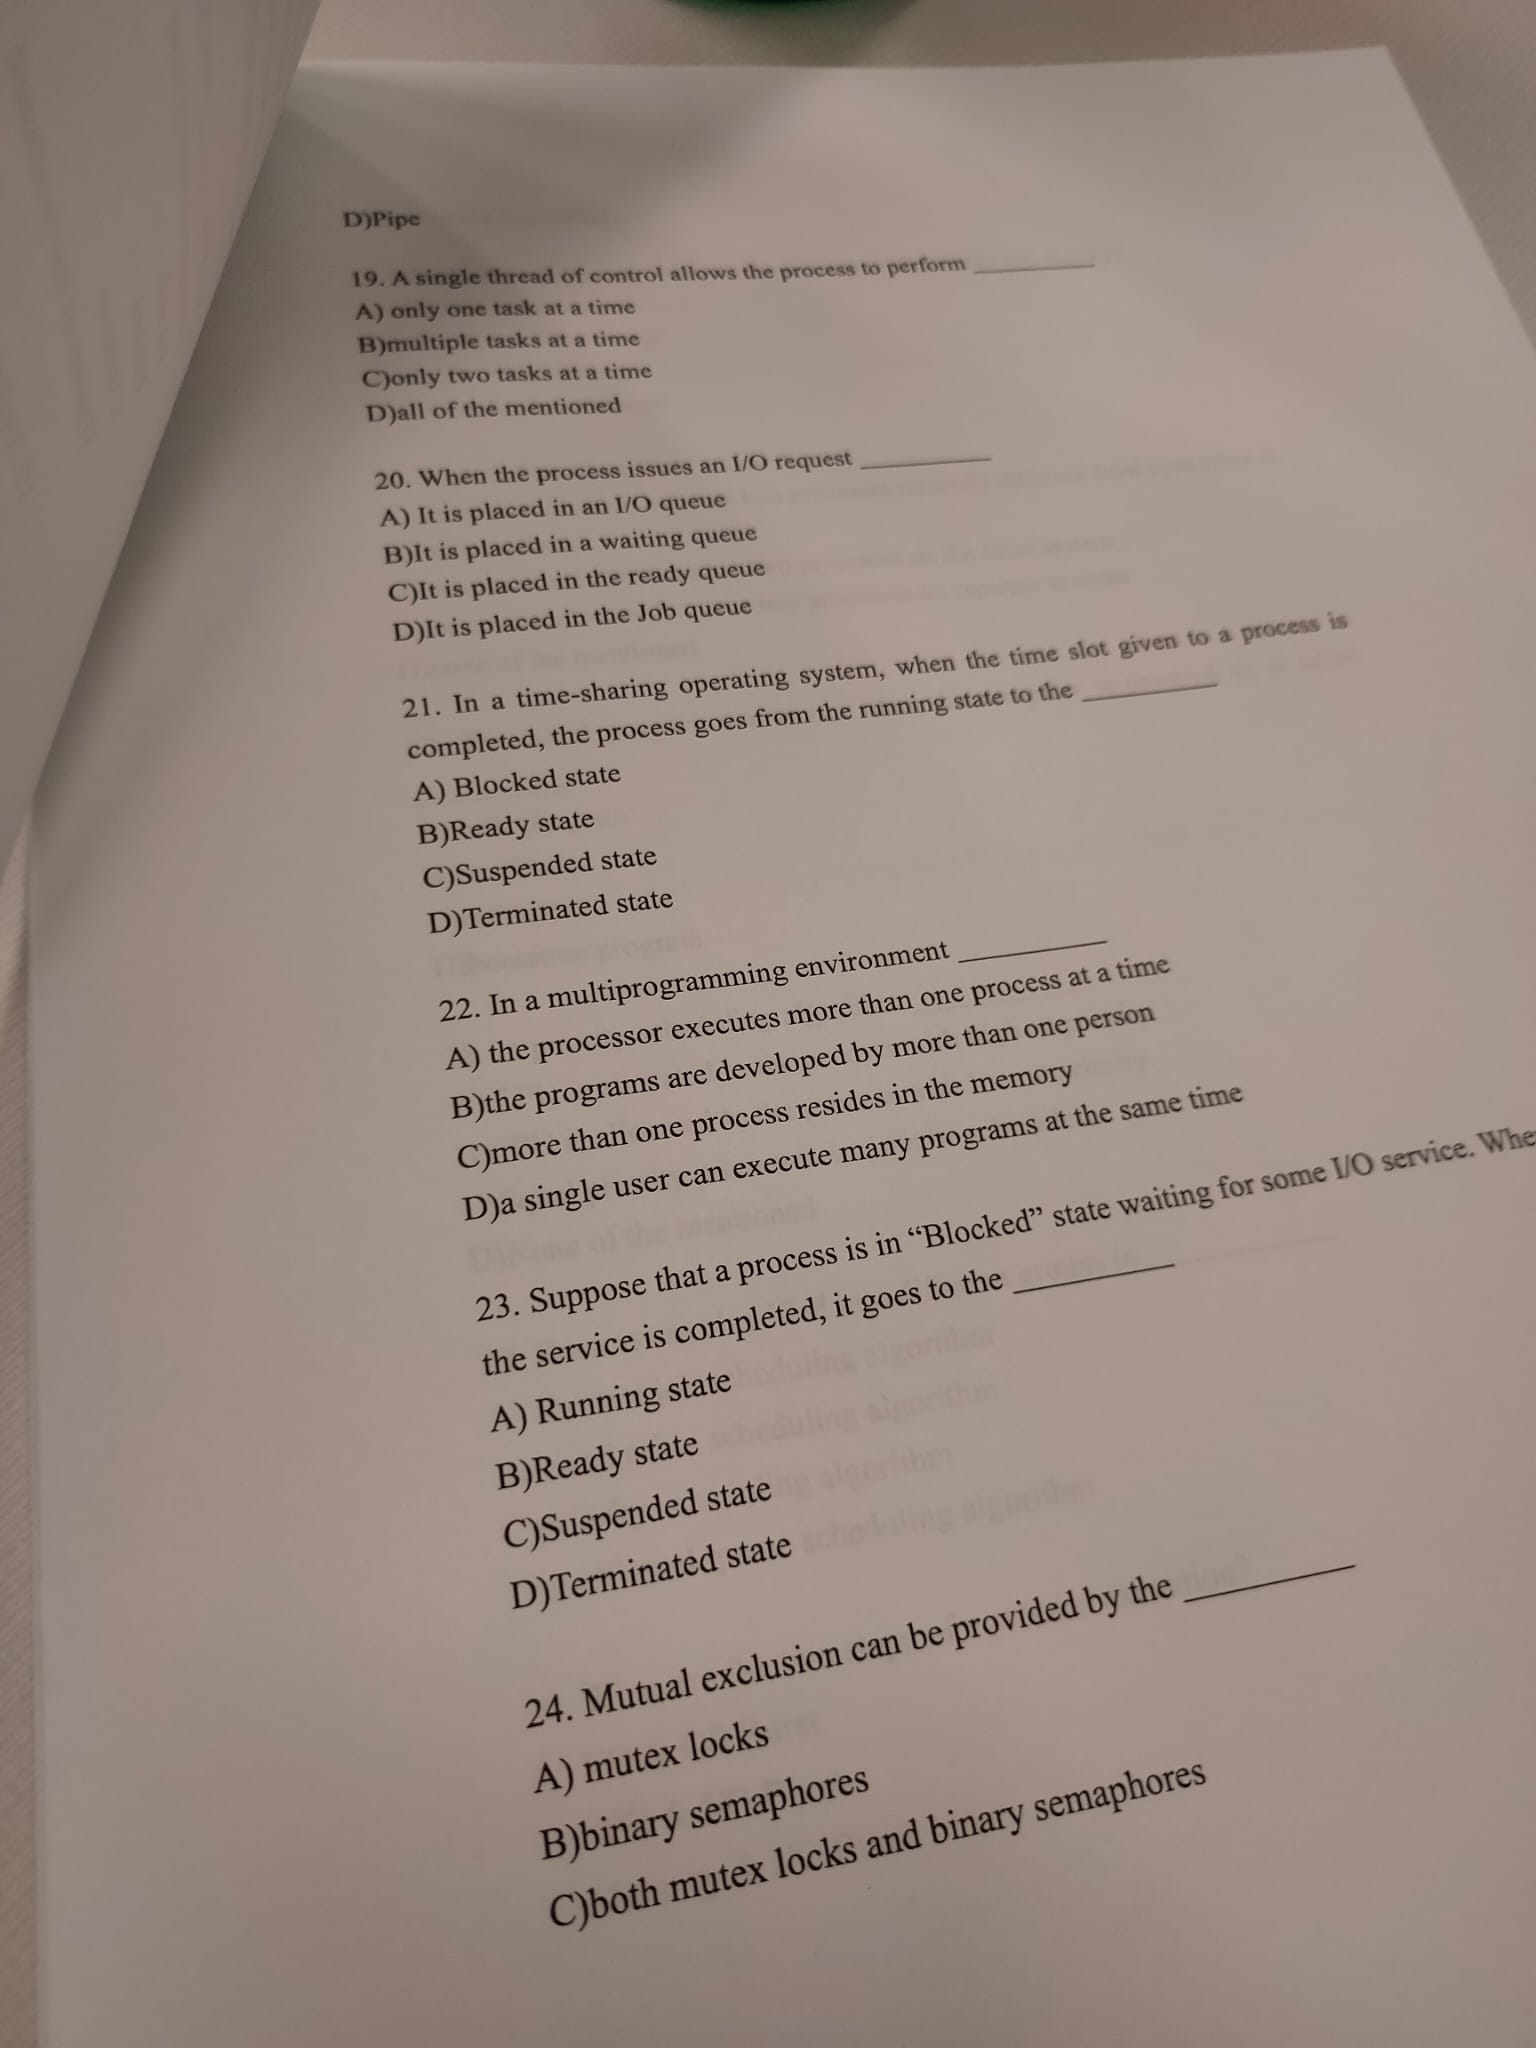 D)Pipe
19. A single thread of control allows the process to perform __________
A) only one task at a time
B)multiple tasks at a time
C)only two tasks at a time
D)all of the mentioned
20. When the process issues an I/O request __________
A) It is placed in an I/O queue
B)It is placed in a waiting queue
C)It is placed in the ready queue
D)It is placed in the Job queue
21. In a time-sharing operating system, when the time slot given to a process is
completed, the process goes from the running state to the __________
A) Blocked state
B)Ready state
C)Suspended state
D)Terminated state
22. In a multiprogramming environment __________
A) the processor executes more than one process at a time
B)the programs are developed by more than one person
C)more than one process resides in the memory
D)a single user can execute many programs at the same time
23. Suppose that a process is in “Blocked” state waiting for some I/O service. Whe
the service is completed, it goes to the __________
A) Running state
B)Ready state
C)Suspended state
D)Terminated state
24. Mutual exclusion can be provided by the __________
A) mutex locks
B)binary semaphores
C)both mutex locks and binary semaphores